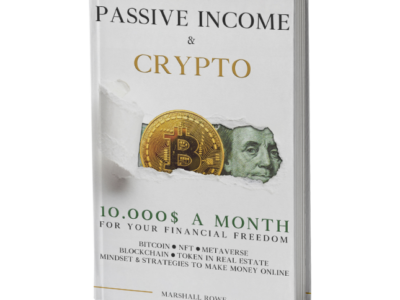 PASSIVE INCOME
&
CRYPTO
10.000$ A MONTH
FOR YOUR FINANCIAL FREEDOM
BITCOIN ● NFT ● METAVERSE
BLOCKCHAIN ● TOKEN IN REAL ESTATE
MINDSET & STRATEGIES TO MAKE MONEY ONLINE
MARSHALL ROWE